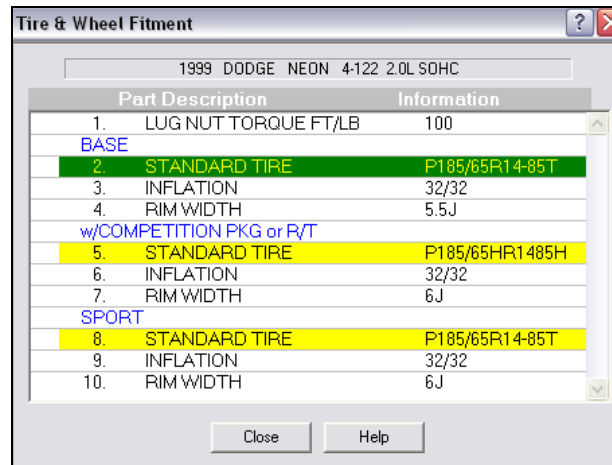 Tire & Wheel Fitment
1999 DODGE NEON 4-122 2.0L SOHC
Part Description Information
1. LUG NUT TORQUE FT/LB 100
BASE
2. STANDARD TIRE P185/65R14-85T
3. INFLATION 32/32
4. RIM WIDTH 5.5J
w/COMPETITION PKG or R/T
5. STANDARD TIRE P185/65HR1485H
6. INFLATION 32/32
7. RIM WIDTH 6J
SPORT
8. STANDARD TIRE P185/65R14-85T
9. INFLATION 32/32
10. RIM WIDTH 6J
Close Help